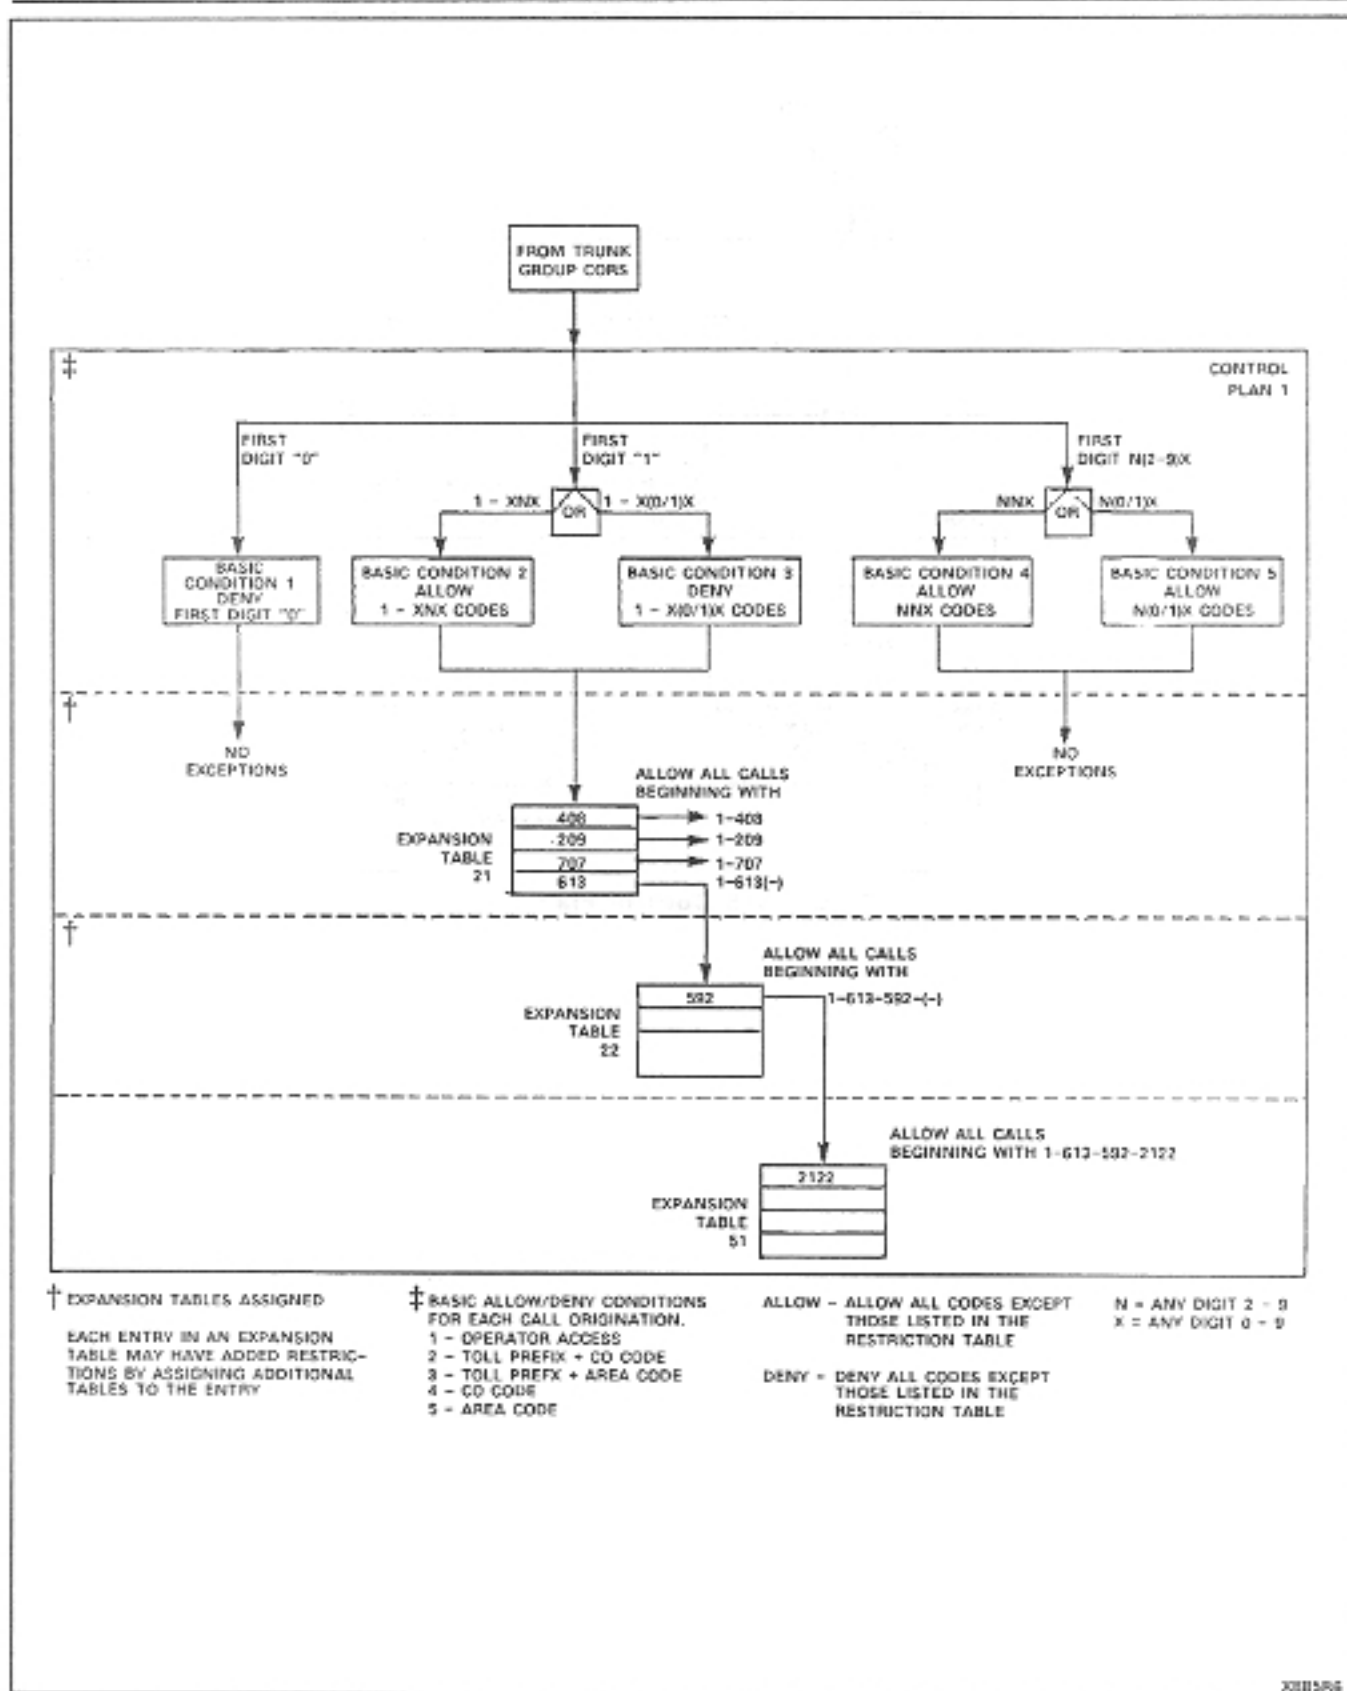 FROM TRUNK
GROUP CORS
‡
CONTROL
PLAN 1
FIRST
DIGIT "0"
FIRST
DIGIT "1"
FIRST
DIGIT N(2-9)X
1 - XNX
OR
1 - X(0/1)X
NNX
OR
N(0/1)X
BASIC
CONDITION 1
DENY
FIRST DIGIT "0"
BASIC CONDITION 2
ALLOW
1 - XNX CODES
BASIC CONDITION 3
DENY
1 - X(0/1)X CODES
BASIC CONDITION 4
ALLOW
NNX CODES
BASIC CONDITION 5
ALLOW
N(0/1)X CODES
†
NO
EXCEPTIONS
NO
EXCEPTIONS
ALLOW ALL CALLS
BEGINNING WITH
EXPANSION
TABLE
21
408
209
707
613
1-408
1-209
1-707
1-613(-)
†
ALLOW ALL CALLS
BEGINNING WITH
EXPANSION
TABLE
22
592
1-613-592-(-)
ALLOW ALL CALLS
BEGINNING WITH 1-613-592-2122
EXPANSION
TABLE
51
2122
† EXPANSION TABLES ASSIGNED
EACH ENTRY IN AN EXPANSION
TABLE MAY HAVE ADDED RESTRIC-
TIONS BY ASSIGNING ADDITIONAL
TABLES TO THE ENTRY
‡ BASIC ALLOW/DENY CONDITIONS
FOR EACH CALL ORIGINATION.
1 - OPERATOR ACCESS
2 - TOLL PREFIX + CO CODE
3 - TOLL PREFX + AREA CODE
4 - CO CODE
5 - AREA CODE
ALLOW - ALLOW ALL CODES EXCEPT
THOSE LISTED IN THE
RESTRICTION TABLE
DENY - DENY ALL CODES EXCEPT
THOSE LISTED IN THE
RESTRICTION TABLE
N = ANY DIGIT 2 - 9
X = ANY DIGIT 0 - 9